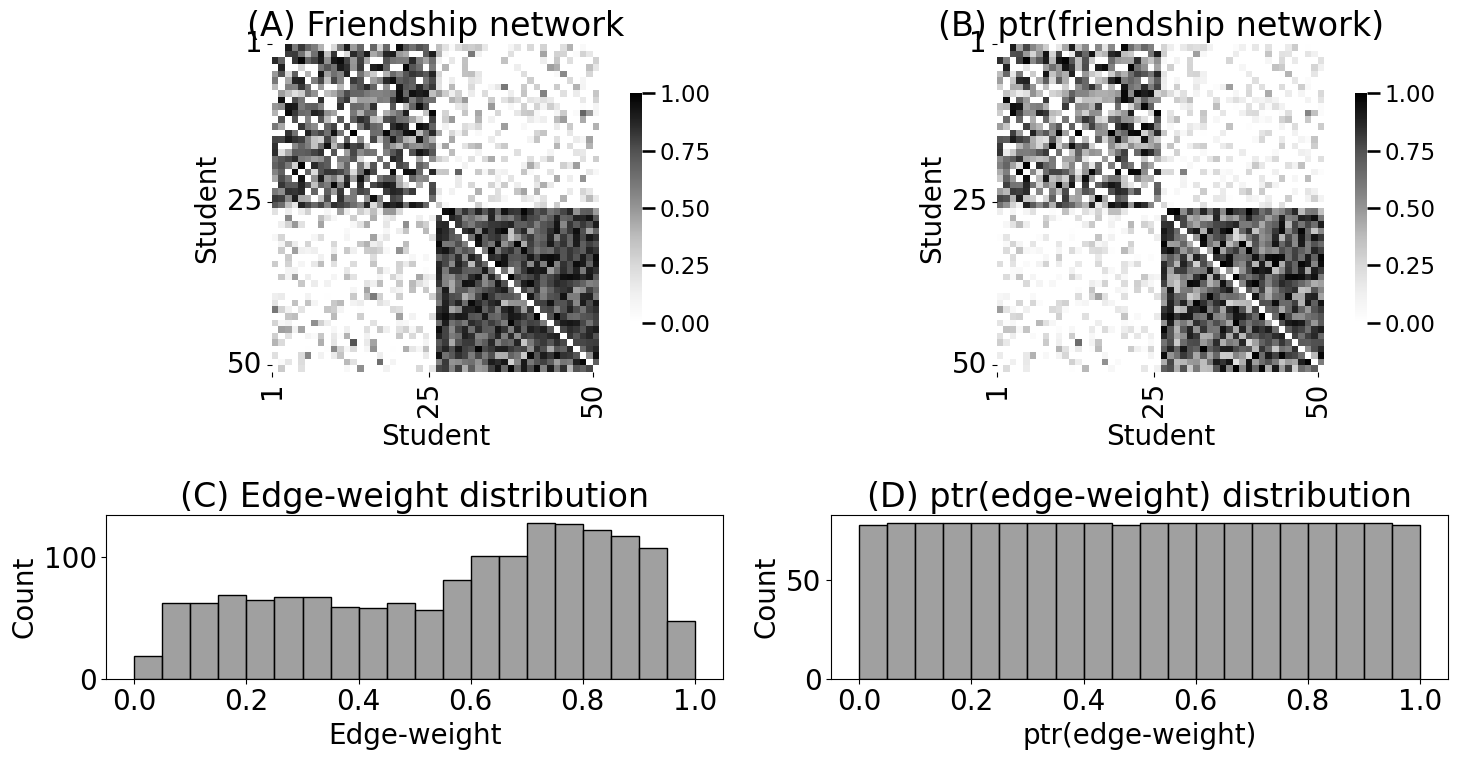 (A) Friendship network
1
25
50
Student
1
25
50
Student
1.00
0.75
0.50
0.25
0.00
(B) ptr(friendship network)
1
25
50
Student
1
25
50
Student
1.00
0.75
0.50
0.25
0.00
(C) Edge-weight distribution
100
0
Count
0.0 0.2 0.4 0.6 0.8 1.0
Edge-weight
(D) ptr(edge-weight) distribution
50
0
Count
0.0 0.2 0.4 0.6 0.8 1.0
ptr(edge-weight)